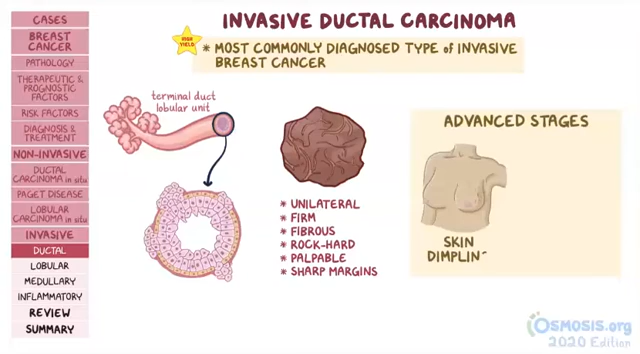 CASES
BREAST
CANCER
PATHOLOGY
THERAPEUTIC &
PROGNOSTIC
FACTORS
RISK FACTORS
DIAGNOSIS &
TREATMENT
NON-INVASIVE
DUCTAL
CARCINOMA in situ
PAGET DISEASE
LOBULAR
CARCINOMA in situ
INVASIVE
DUCTAL
LOBULAR
MEDULLARY
INFLAMMATORY
REVIEW
SUMMARY
INVASIVE DUCTAL CARCINOMA
HIGH
YIELD
* MOST COMMONLY DIAGNOSED TYPE of INVASIVE
BREAST CANCER
terminal duct
lobular unit
* UNILATERAL
* FIRM
* FIBROUS
* ROCK-HARD
* PALPABLE
* SHARP MARGINS
ADVANCED STAGES
SKIN
DIMPLIN
OSMOSIS.org
2020 Edition